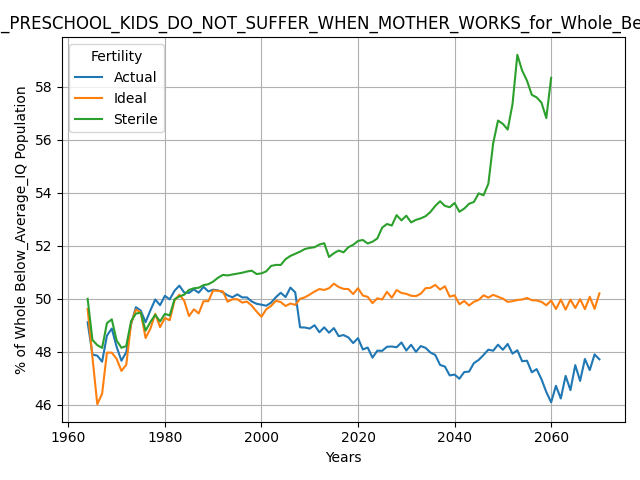 _PRESCHOOL_KIDS_DO_NOT_SUFFER_WHEN_MOTHER_WORKS_for_Whole_Be
Fertility
Actual
Ideal
Sterile
% of Whole Below_Average_IQ Population
58
56
54
52
50
48
46
1960 1980 2000 2020 2040 2060
Years